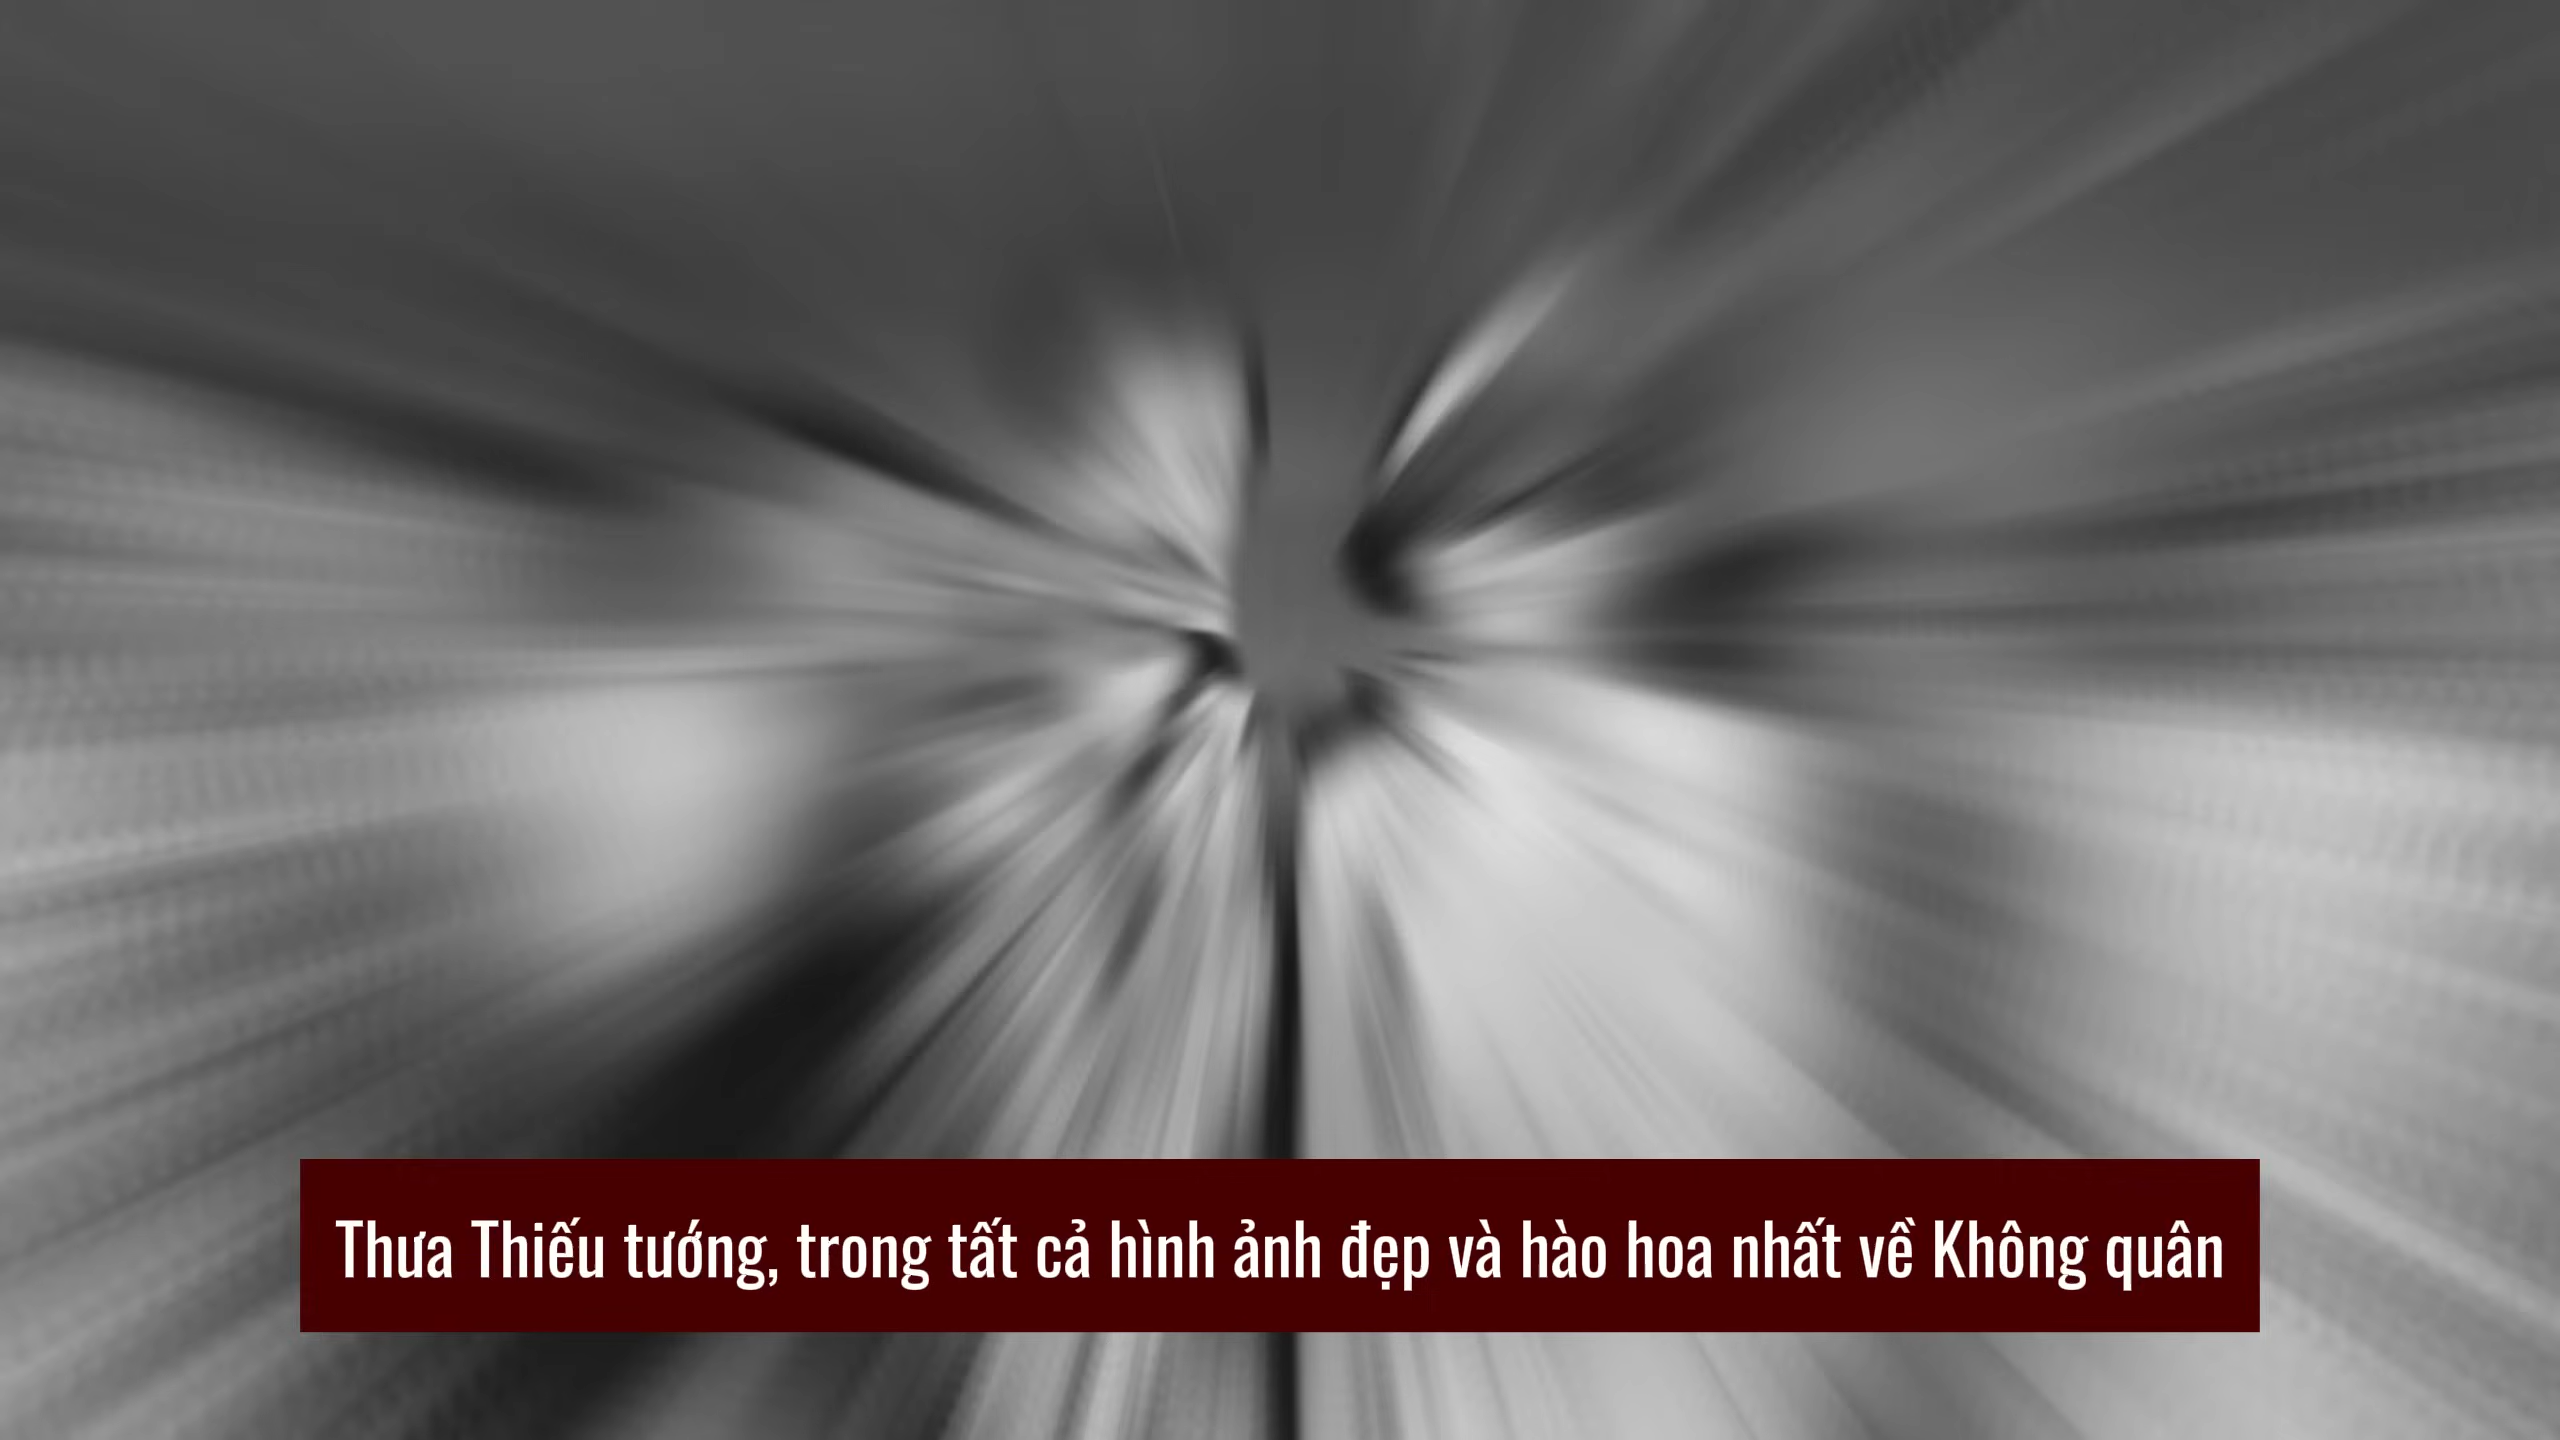 Thưa Thiếu tướng, trong tất cả hình ảnh đẹp và hào hoa nhất về Không quân